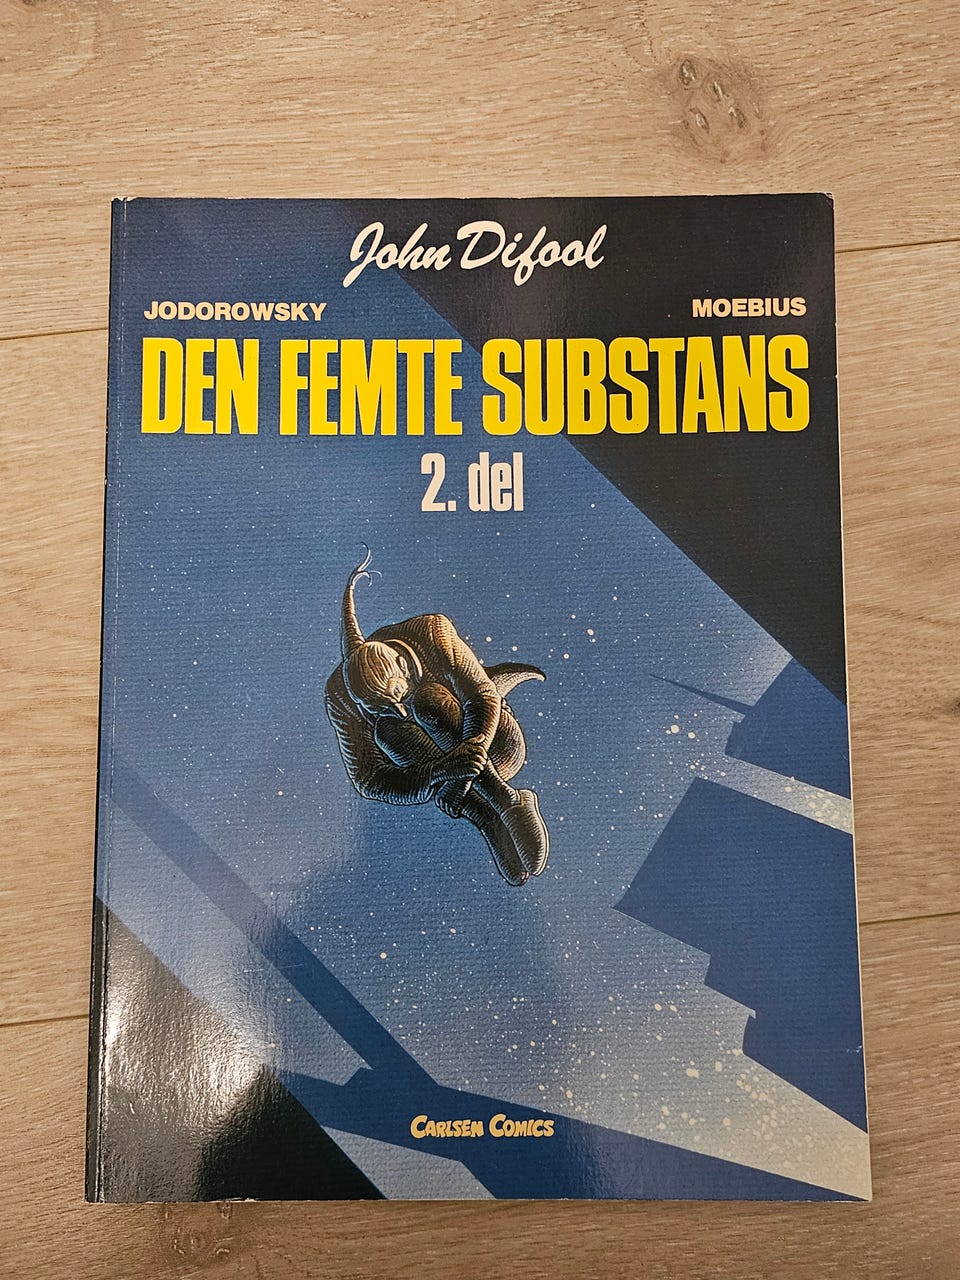 John Difool
JODOROWSKY MOEBIUS
DEN FEMTE SUBSTANS
2. del
CARLSEN COMICS